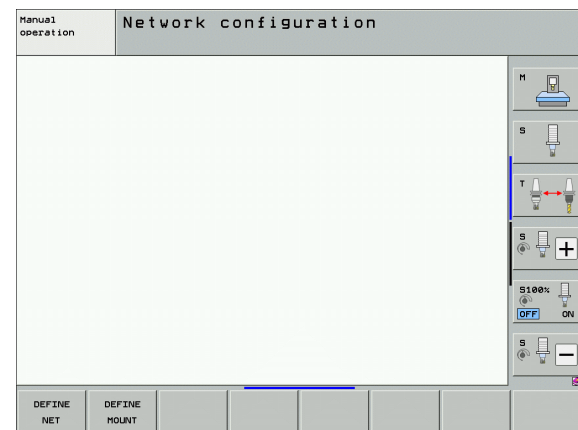 Manual
operation
Network configuration
M
S
T
S
S100%
OFF ON
S
DEFINE
NET
DEFINE
MOUNT